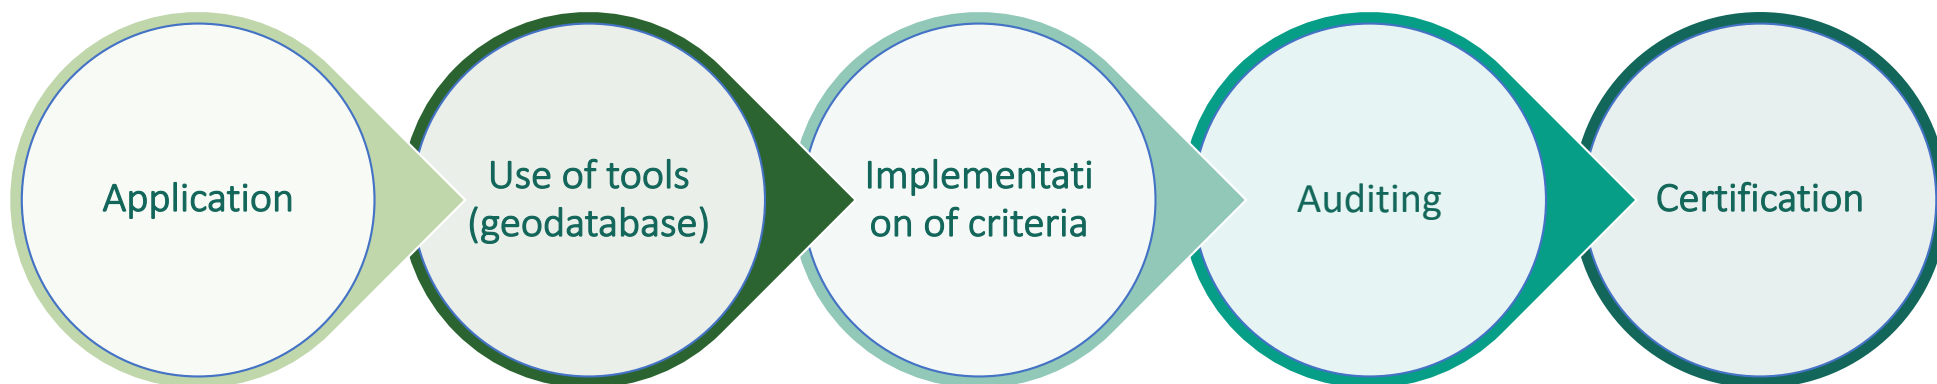 Application
Use of tools
(geodatabase)
Implementati
on of criteria
Auditing
Certification